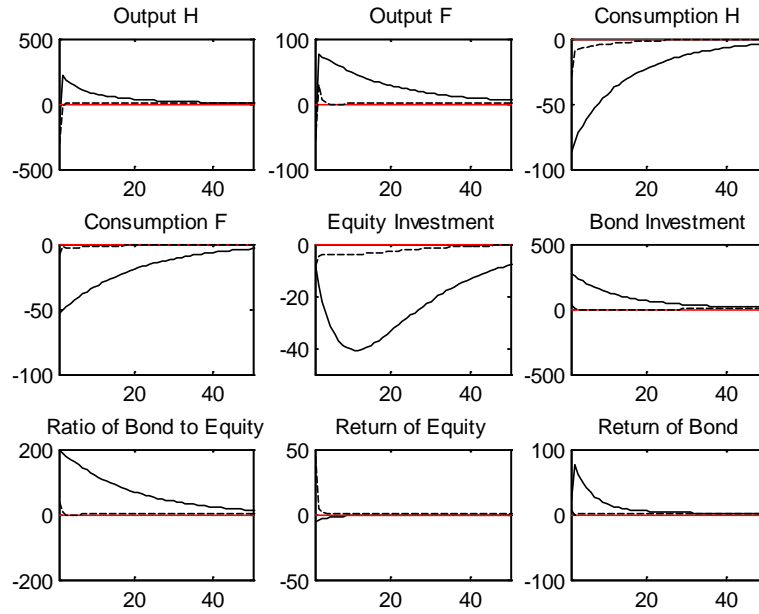 Output H Output F Consumption H
500 100 0
0 0 -50
-500 -100 -100
20 40 20 40 20 40
Consumption F Equity Investment Bond Investment
0 0 500
-20
-50 0
-40
-100 -500
20 40 20 40 20 40
Ratio of Bond to Equity Return of Equity Return of Bond
200 50 100
0 0 0
-200 -50 -100
20 40 20 40 20 40